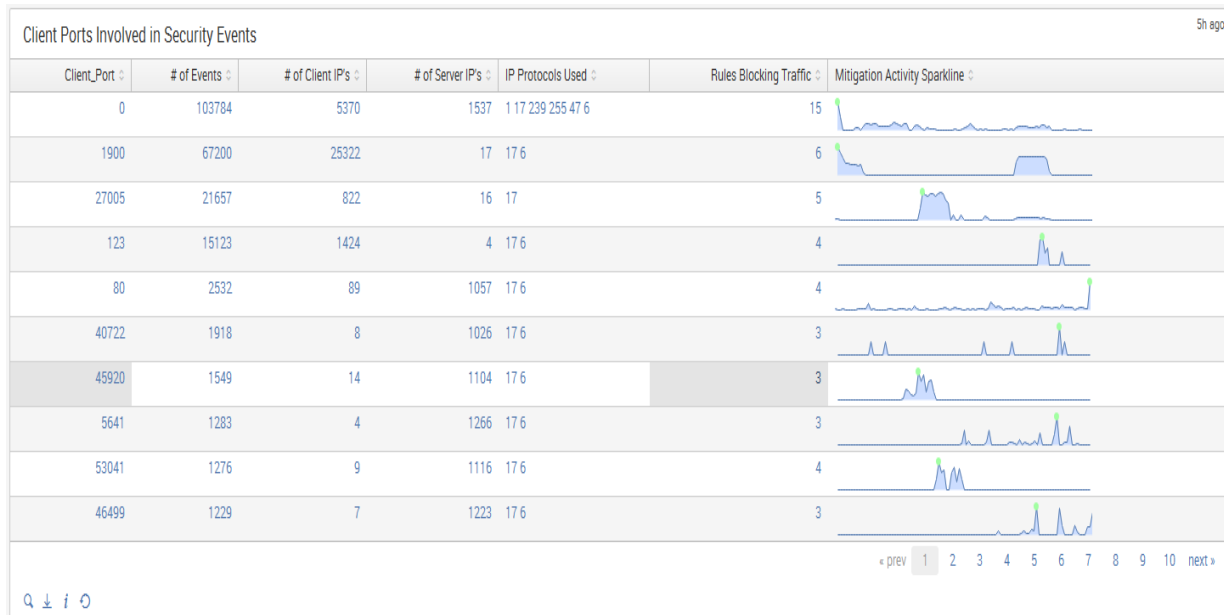 5h ago
Client Ports Involved in Security Events
Client_Port # of Events # of Client IP's # of Server IP's IP Protocols Used Rules Blocking Traffic Mitigation Activity Sparkline
0 103784 5370 1537 1 17 239 255 47 6 15
1900 67200 25322 17 17 6 6
27005 21657 822 16 17 5
123 15123 1424 4 17 6 4
80 2532 89 1057 17 6 4
40722 1918 8 1026 17 6 3
45920 1549 14 1104 17 6 3
5641 1283 4 1266 17 6 3
53041 1276 9 1116 17 6 4
46499 1229 7 1223 17 6 3
« prev 1 2 3 4 5 6 7 8 9 10 next »